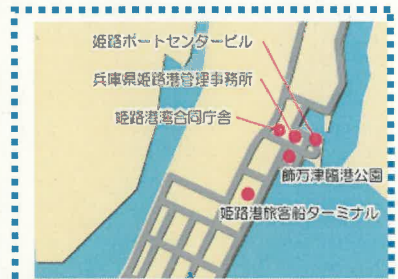 姫路ポートセンタービル
兵庫県姫路港管理事務所
姫路港湾合同庁舎
飾万津臨港公園
姫路港旅客船ターミナル